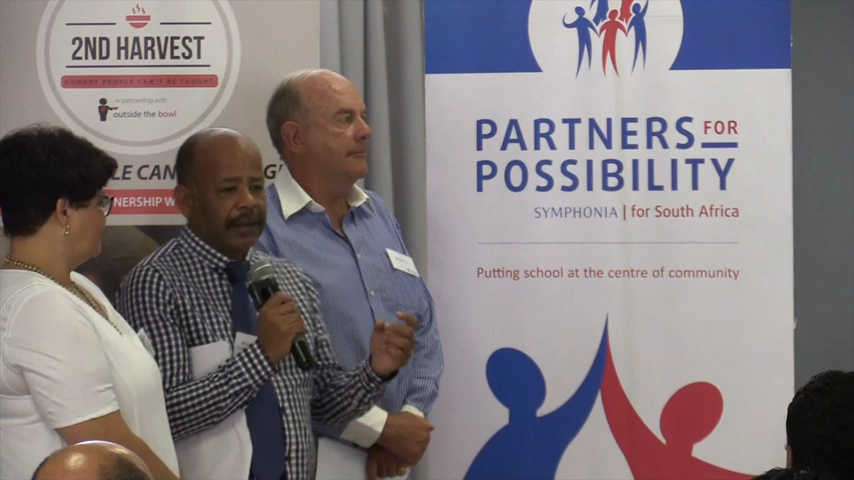 2ND HARVEST
HUNGRY PEOPLE CAN'T BE TAUGHT
in partnership with
outside the bowl
LE CAN
NERSHIP W
PARTNERS FOR
POSSIBILITY
SYMPHONIA | for South Africa
Putting school at the centre of community